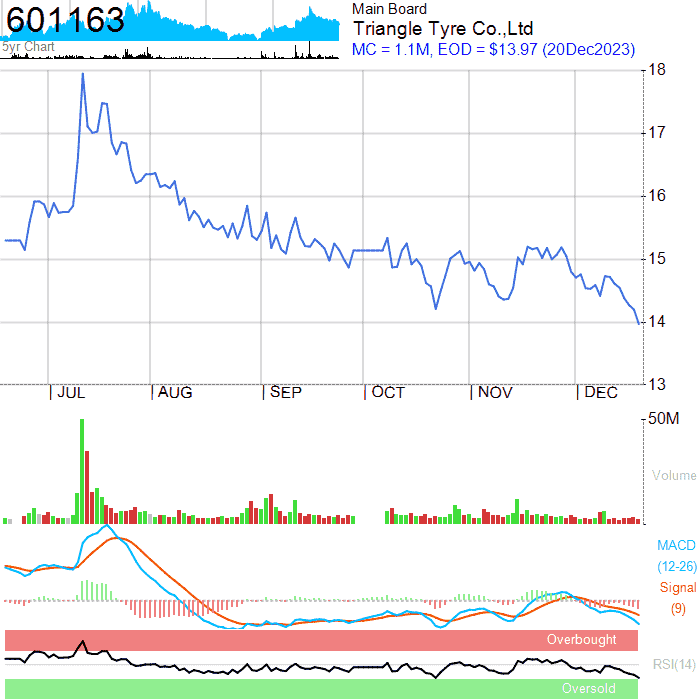 601163
Main Board
Triangle Tyre Co.,Ltd
MC = 1.1M, EOD = $13.97 (20Dec2023)
5yr Chart
18
17
16
15
14
13
JUL AUG SEP OCT NOV DEC
50M
Volume
MACD
(12-26)
Signal
(9)
Overbought
RSI(14)
Oversold